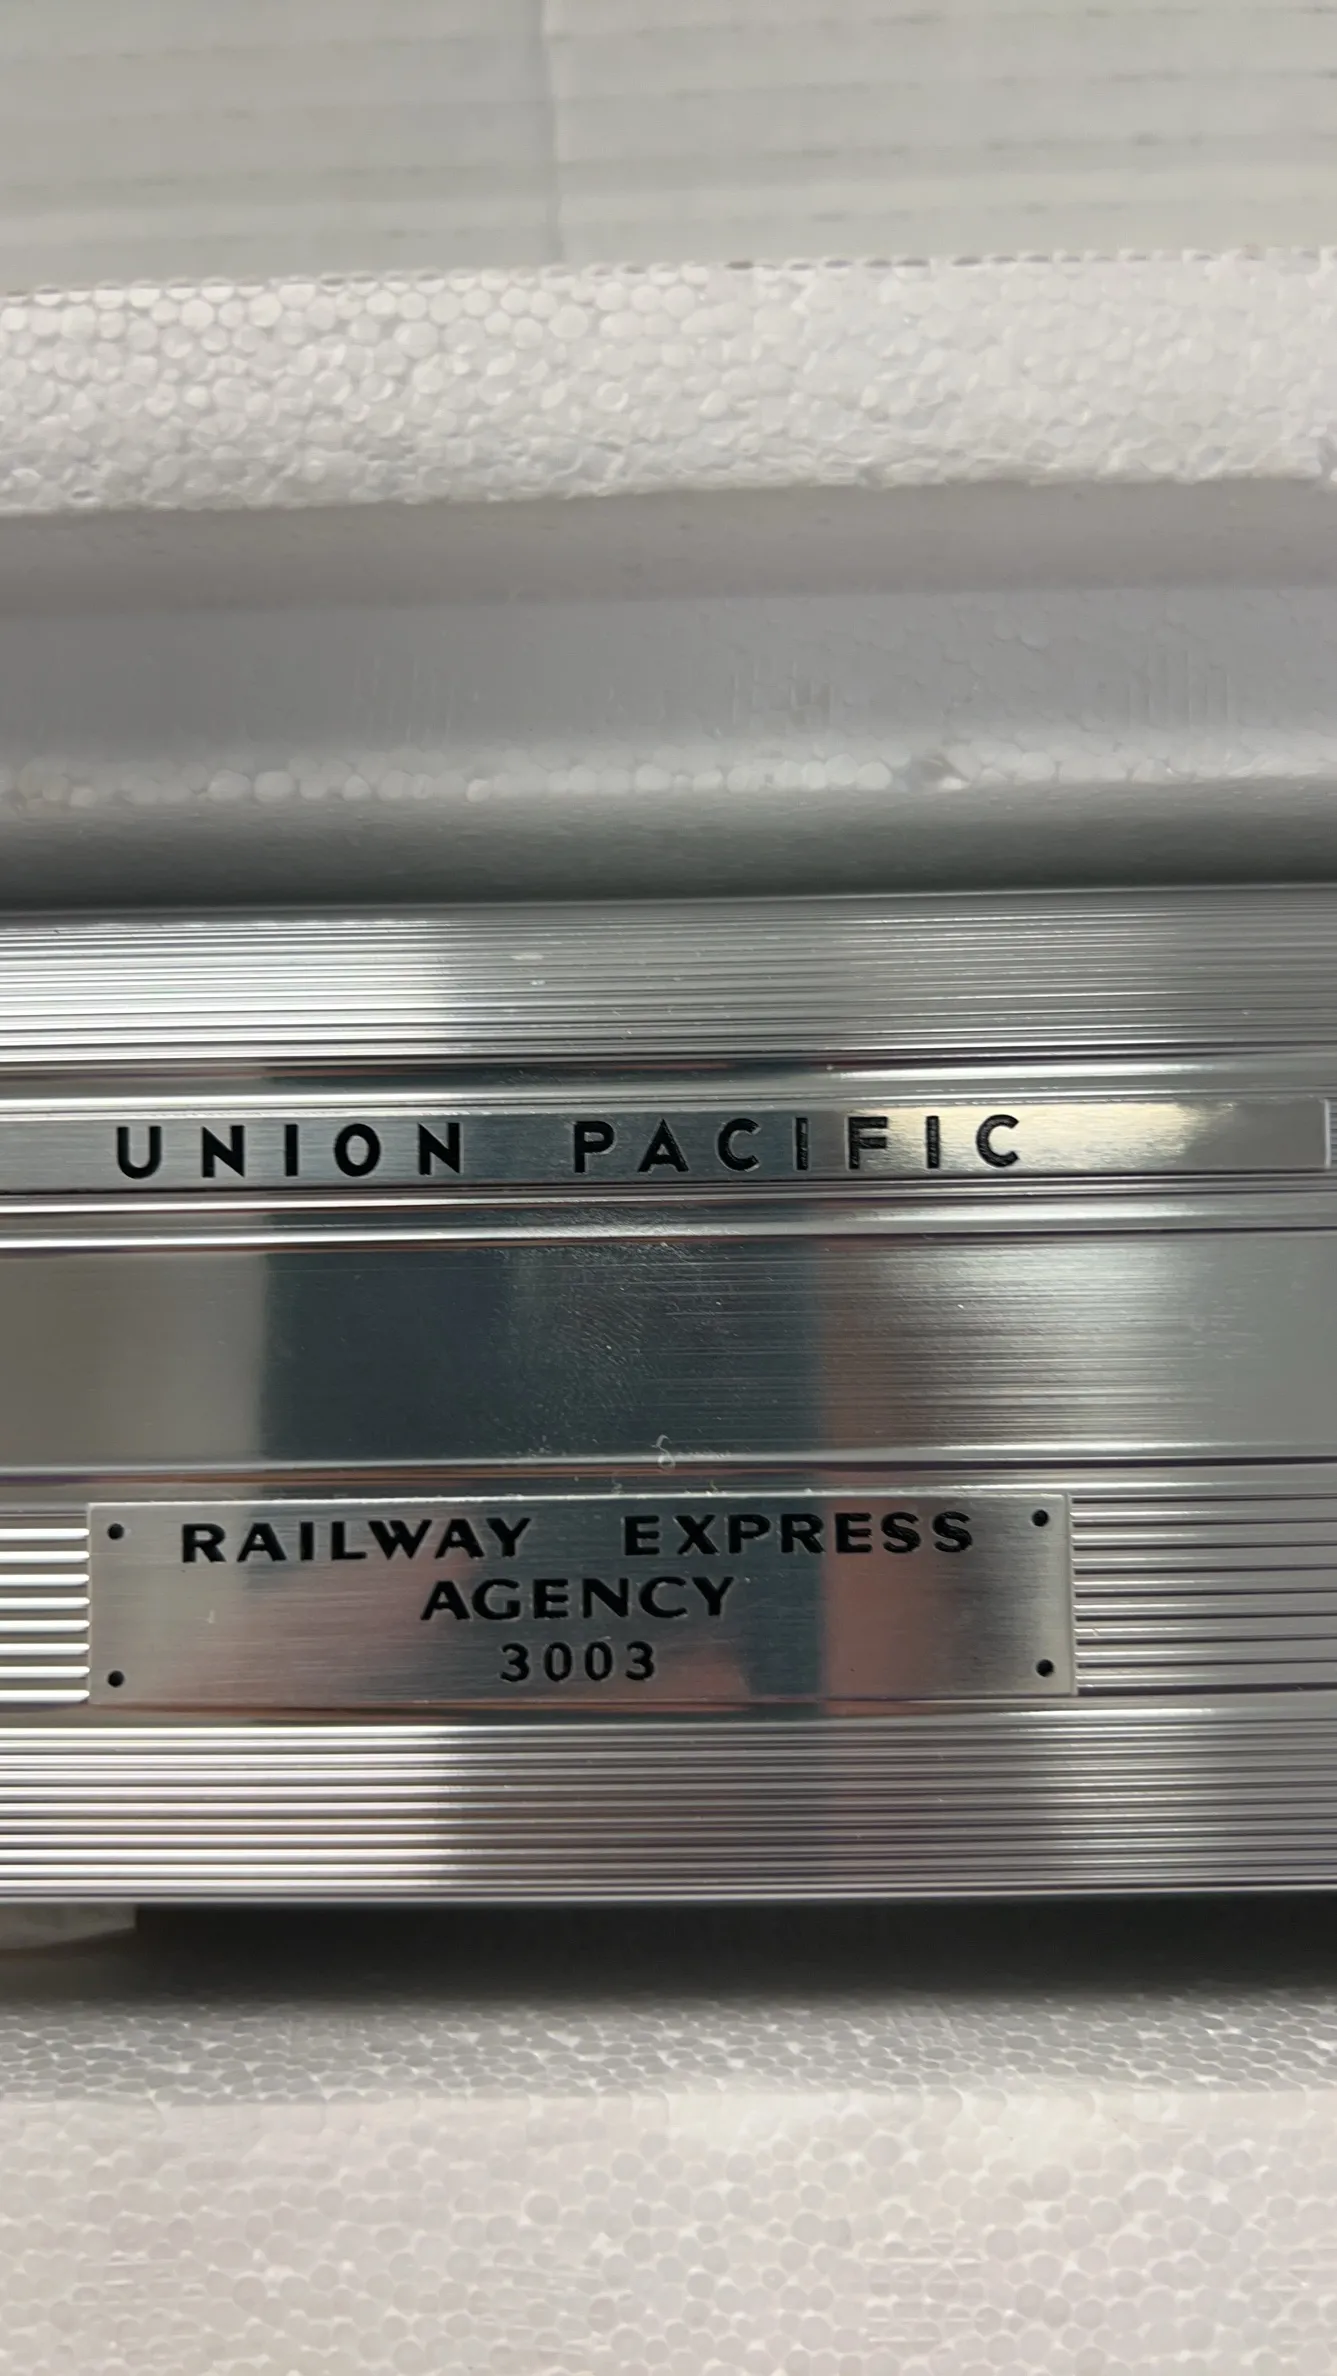 UNION PACIFIC
RAILWAY EXPRESS
AGENCY
3003